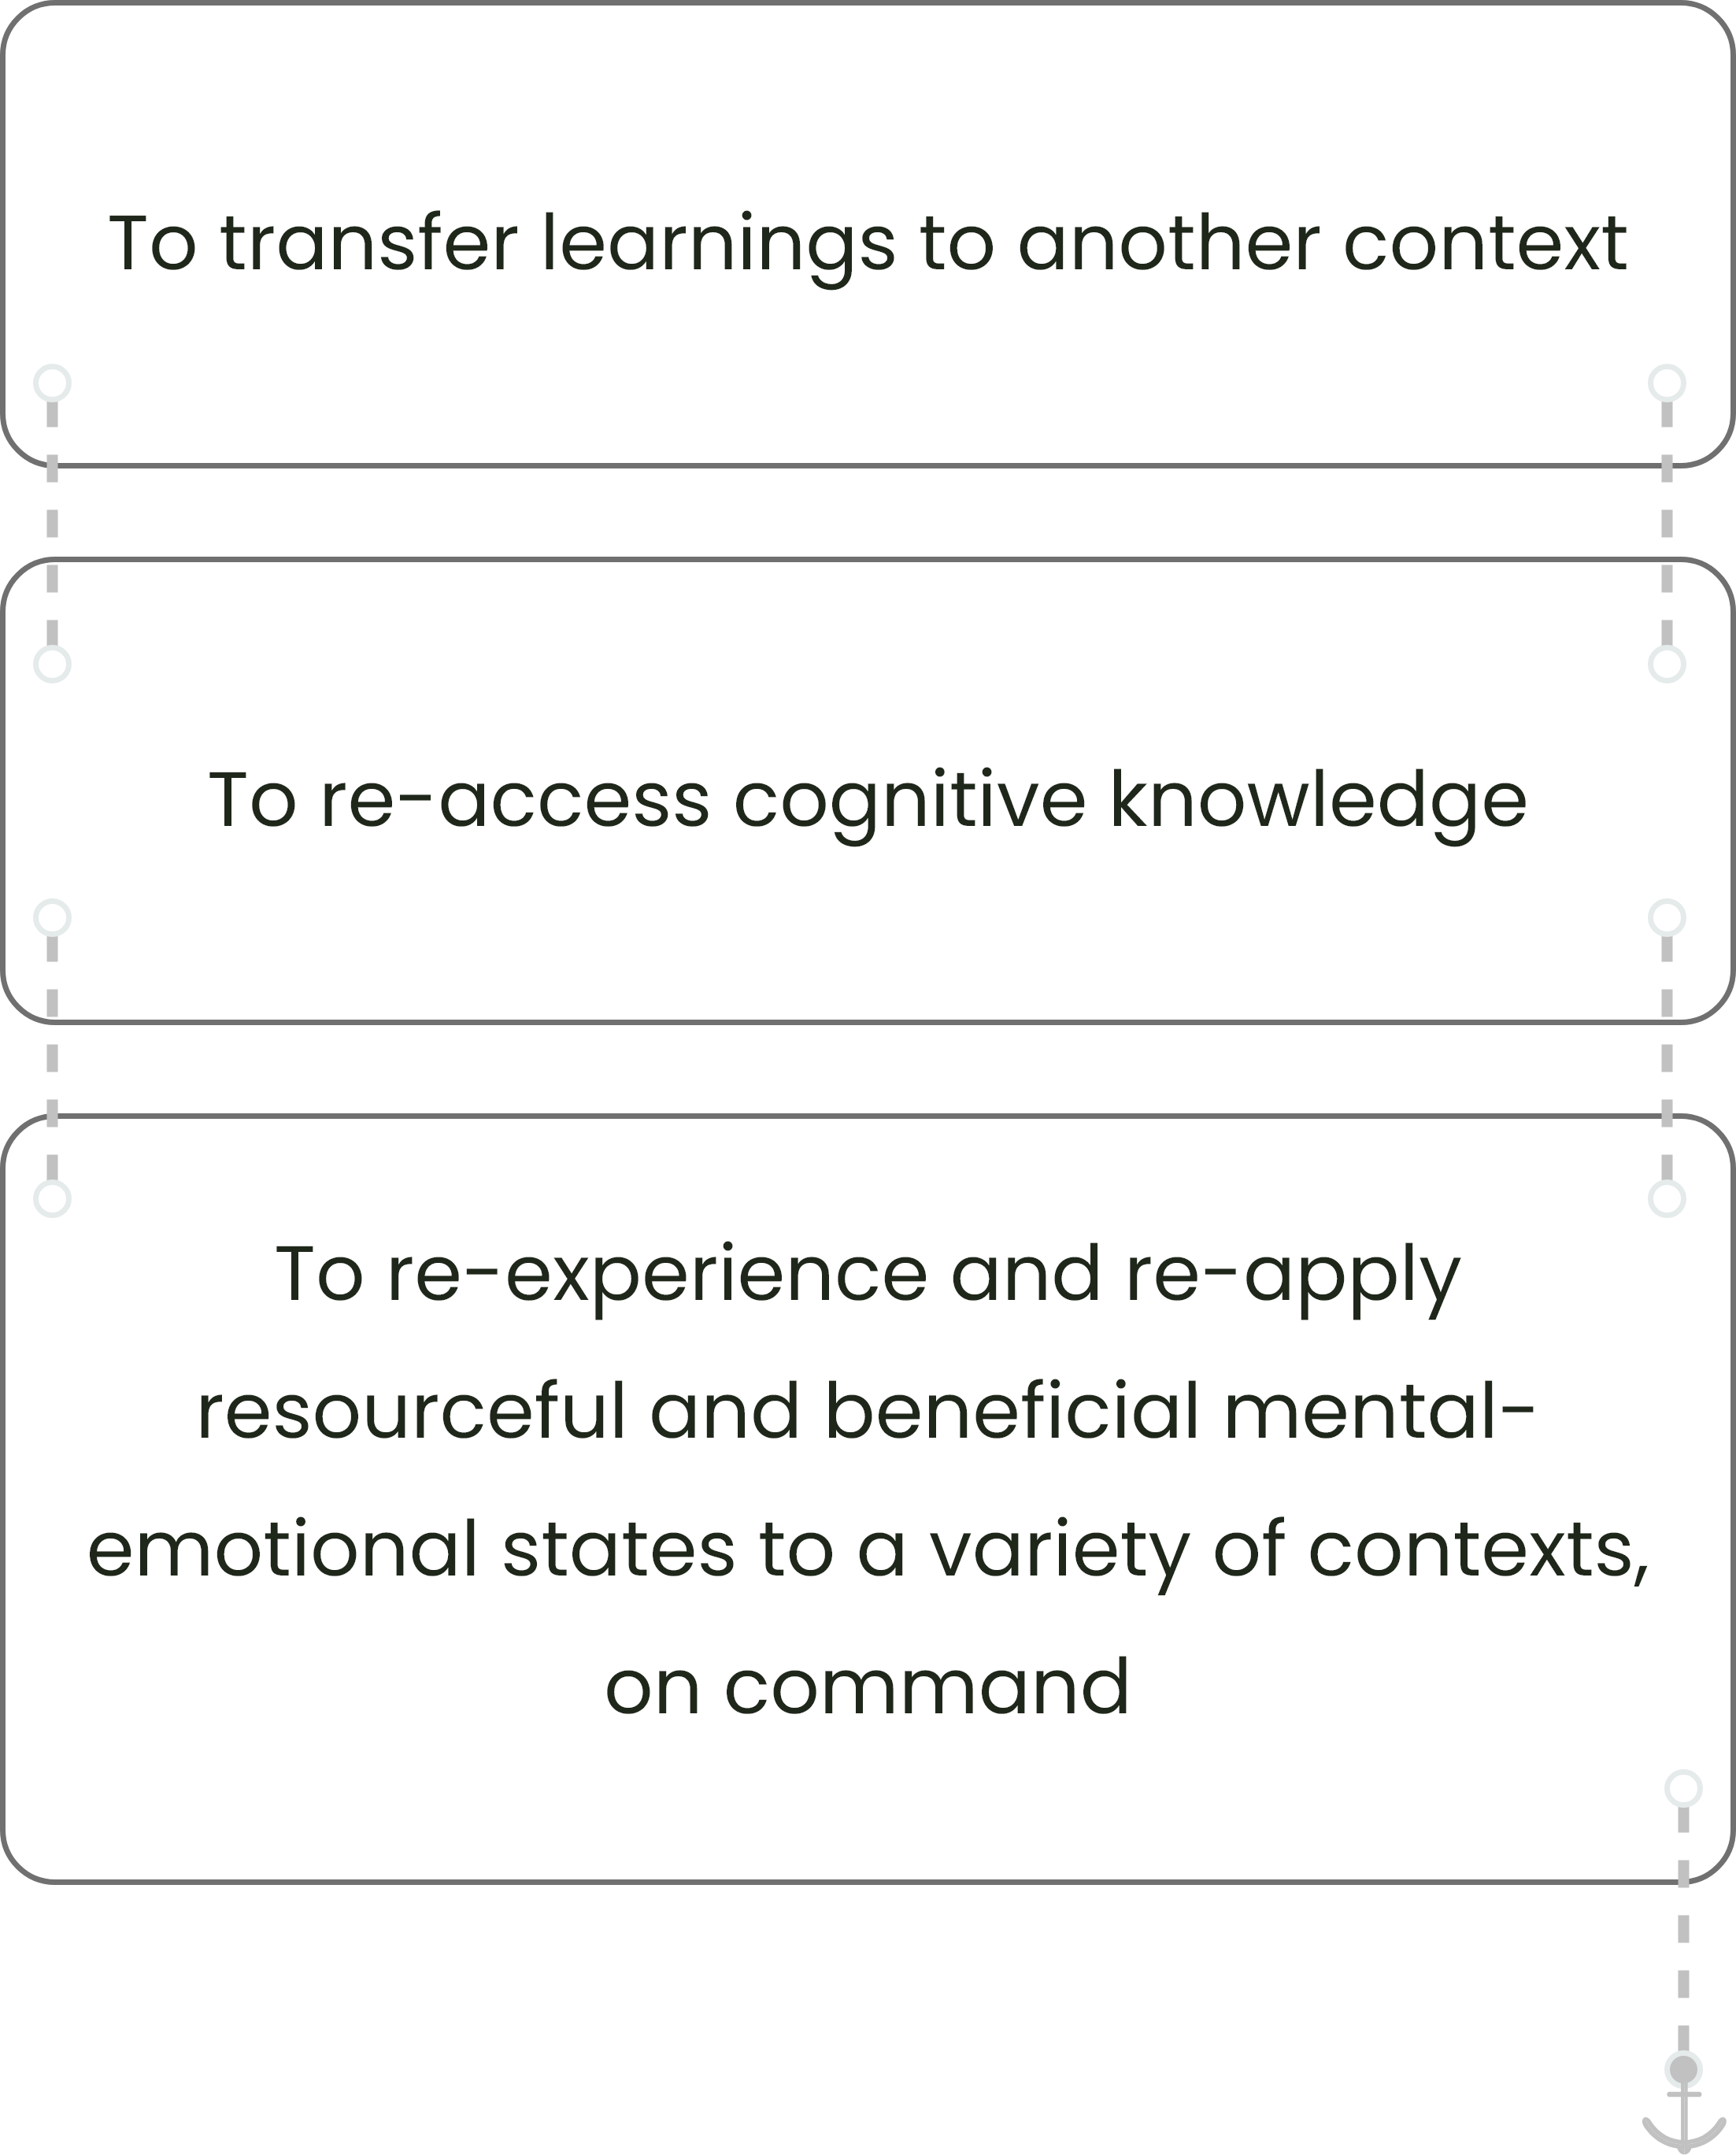 To transfer learnings to another context
To re-access cognitive knowledge
To re-experience and re-apply
resourceful and beneficial mental-
emotional states to a variety of contexts,
on command